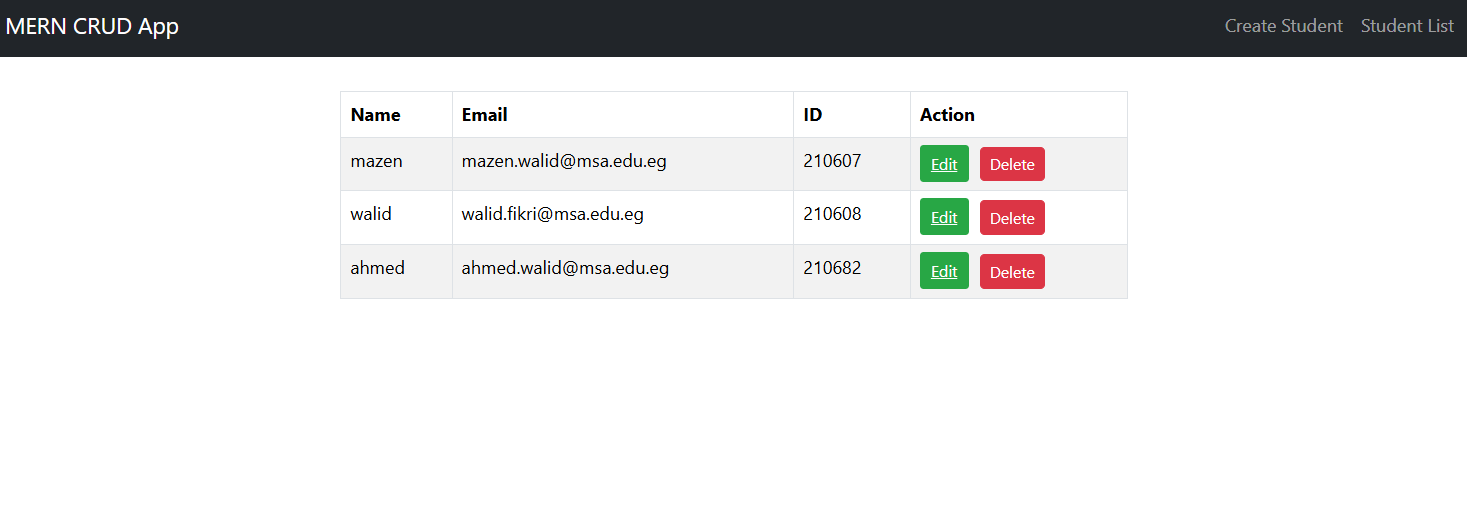 MERN CRUD App Create Student Student List
Name Email ID Action
mazen mazen.walid@msa.edu.eg 210607 Edit Delete
walid walid.fikri@msa.edu.eg 210608 Edit Delete
ahmed ahmed.walid@msa.edu.eg 210682 Edit Delete